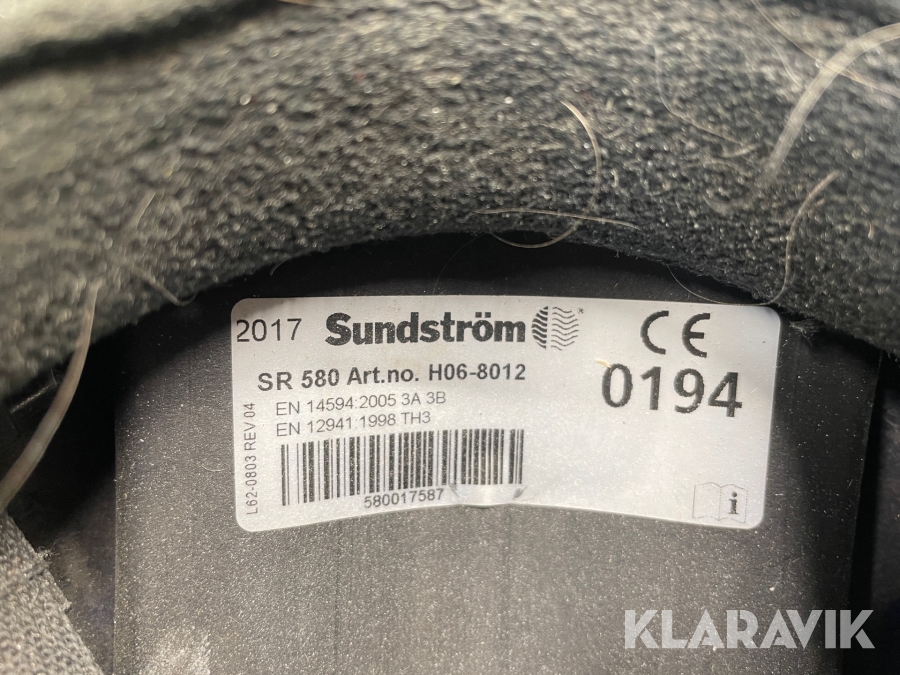 2017 Sundström ®
CE
SR 580 Art.no. H06-8012
0194
EN 14594:2005 3A 3B
EN 12941:1998 TH3
L62-0803 REV 04
580017587
i
KLARAVIK